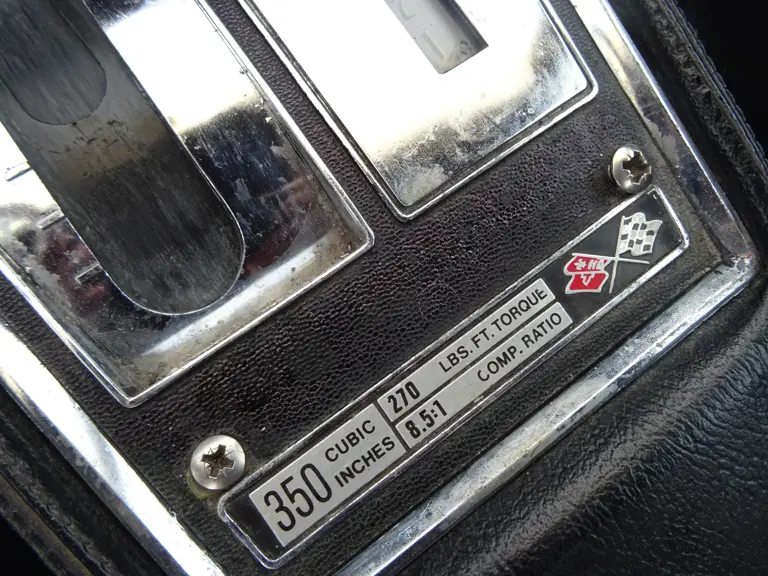 350 CUBIC
INCHES
270 LBS. FT. TORQUE
8.5:1 COMP. RATIO